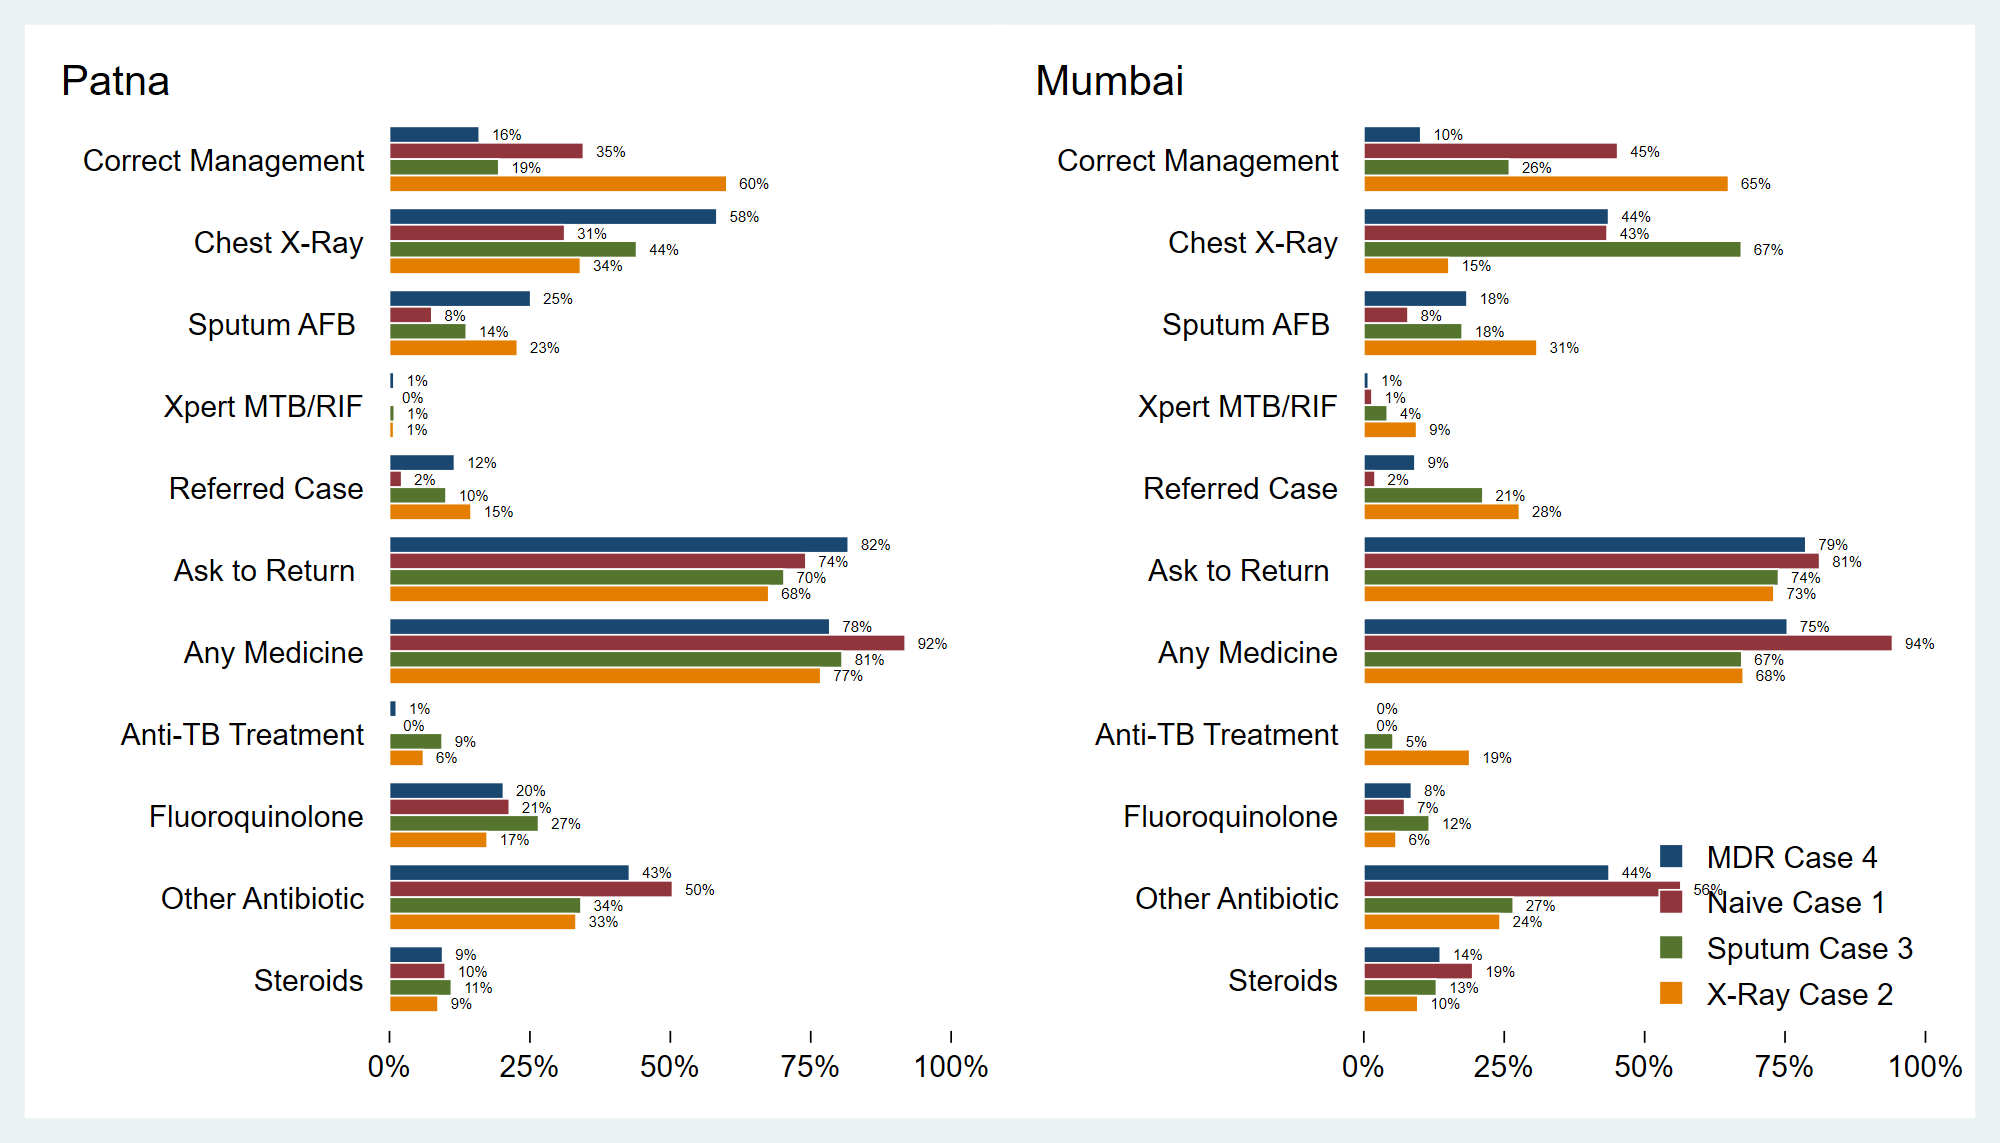 Patna
Correct Management
16%
35%
19%
60%
Chest X-Ray
58%
31%
44%
34%
Sputum AFB
25%
8%
14%
23%
Xpert MTB/RIF
1%
0%
1%
1%
Referred Case
12%
2%
10%
15%
Ask to Return
82%
74%
70%
68%
Any Medicine
78%
92%
81%
77%
Anti-TB Treatment
1%
0%
9%
6%
Fluoroquinolone
20%
21%
27%
17%
Other Antibiotic
43%
50%
34%
33%
Steroids
9%
10%
11%
9%
0% 25% 50% 75% 100%
Mumbai
Correct Management
10%
45%
26%
65%
Chest X-Ray
44%
43%
67%
15%
Sputum AFB
18%
8%
18%
31%
Xpert MTB/RIF
1%
1%
4%
9%
Referred Case
9%
2%
21%
28%
Ask to Return
79%
81%
74%
73%
Any Medicine
75%
94%
67%
68%
Anti-TB Treatment
0%
0%
5%
19%
Fluoroquinolone
8%
7%
12%
6%
Other Antibiotic
44%
56%
27%
24%
Steroids
14%
19%
13%
10%
0% 25% 50% 75% 100%
MDR Case 4
Naive Case 1
Sputum Case 3
X-Ray Case 2